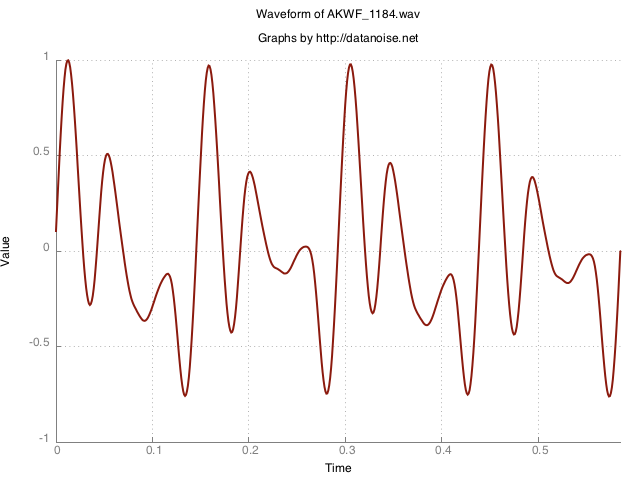 Waveform of AKWF_1184.wav
Graphs by http://datanoise.net
1
0.5
0
-0.5
-1
Value
0 0.1 0.2 0.3 0.4 0.5
Time